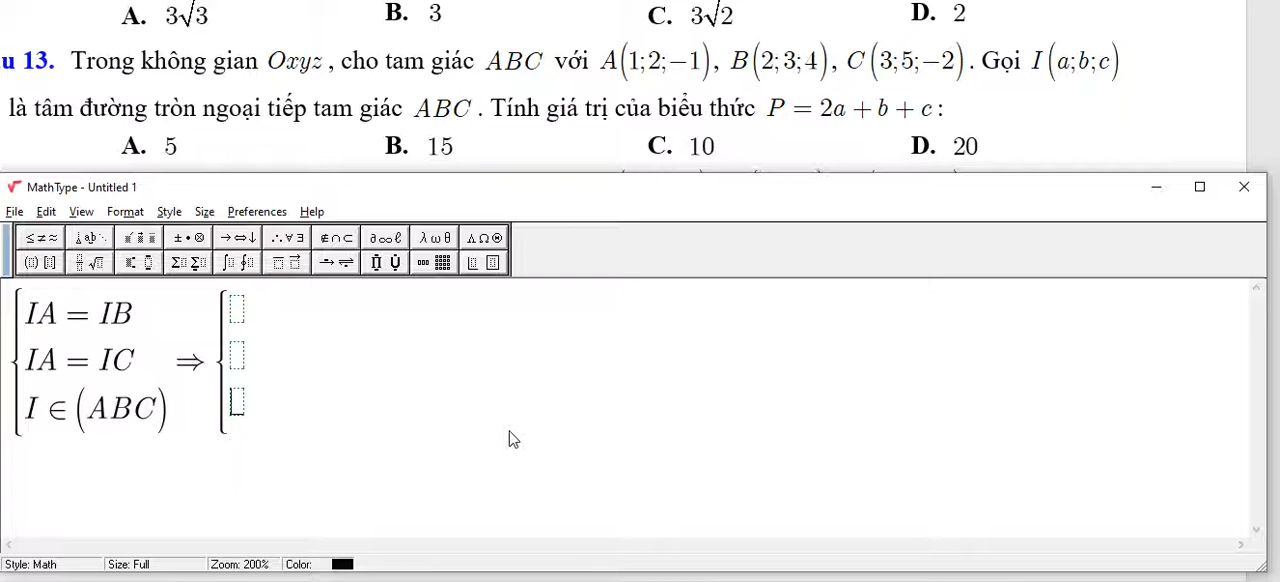 A. 3√3 B. 3 C. 3√2 D. 2
u 13. Trong không gian Oxyz, cho tam giác ABC với A(1;2;−1), B(2;3;4), C(3;5;−2). Gọi I(a;b;c)
là tâm đường tròn ngoại tiếp tam giác ABC. Tính giá trị của biểu thức P = 2a + b + c:
A. 5 B. 15 C. 10 D. 20
MathType - Untitled 1
File Edit View Format Style Size Preferences Help
IA = IB
IA = IC ⇒
I ∈ (ABC)
Style: Math Size: Full Zoom: 200% Color: